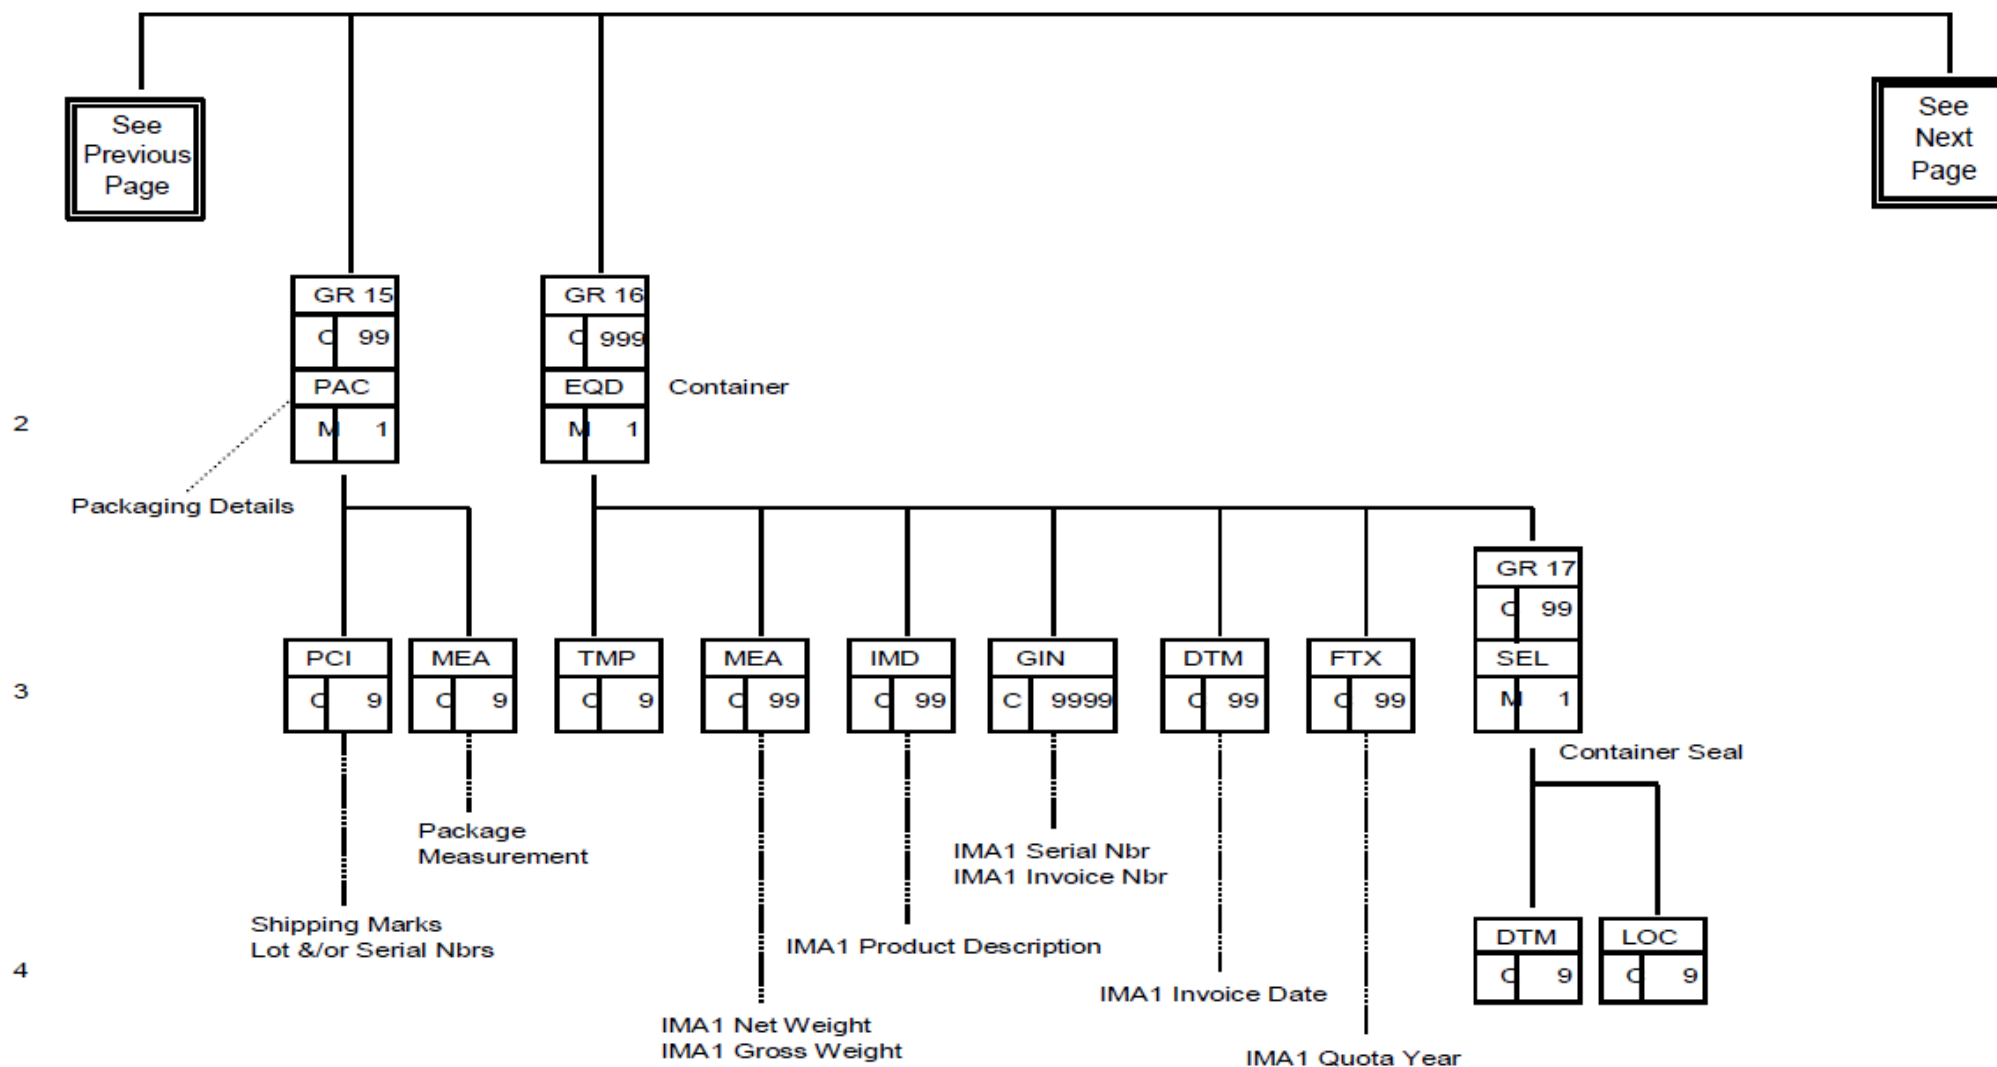 See
Previous
Page
See
Next
Page
GR 15
C 99
PAC
M 1
GR 16
C 999
EQD
M 1
Container
2
Packaging Details
GR 17
C 99
SEL
M 1
PCI
C 9
MEA
C 9
TMP
C 9
MEA
C 99
IMD
C 99
GIN
C 9999
DTM
C 99
FTX
C 99
3
Container Seal
Package
Measurement
IMA1 Serial Nbr
IMA1 Invoice Nbr
Shipping Marks
Lot &/or Serial Nbrs
IMA1 Product Description
DTM
C 9
LOC
C 9
4
IMA1 Invoice Date
IMA1 Net Weight
IMA1 Gross Weight
IMA1 Quota Year